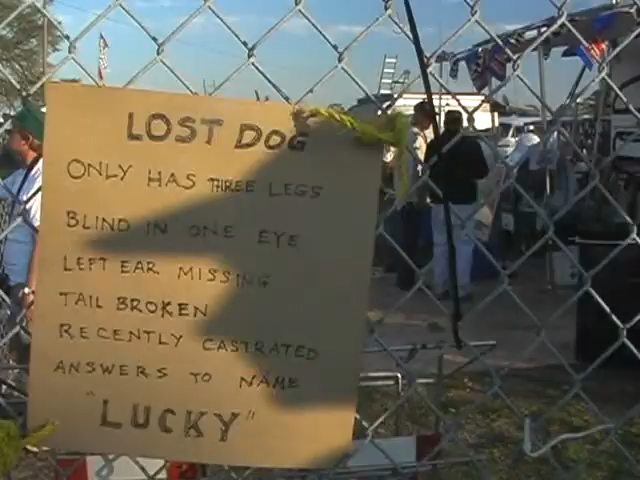 LOST DOG
ONLY HAS THREE LEGS
BLIND IN ONE EYE
LEFT EAR MISSING
TAIL BROKEN
RECENTLY CASTRATED
ANSWERS TO NAME
"LUCKY"